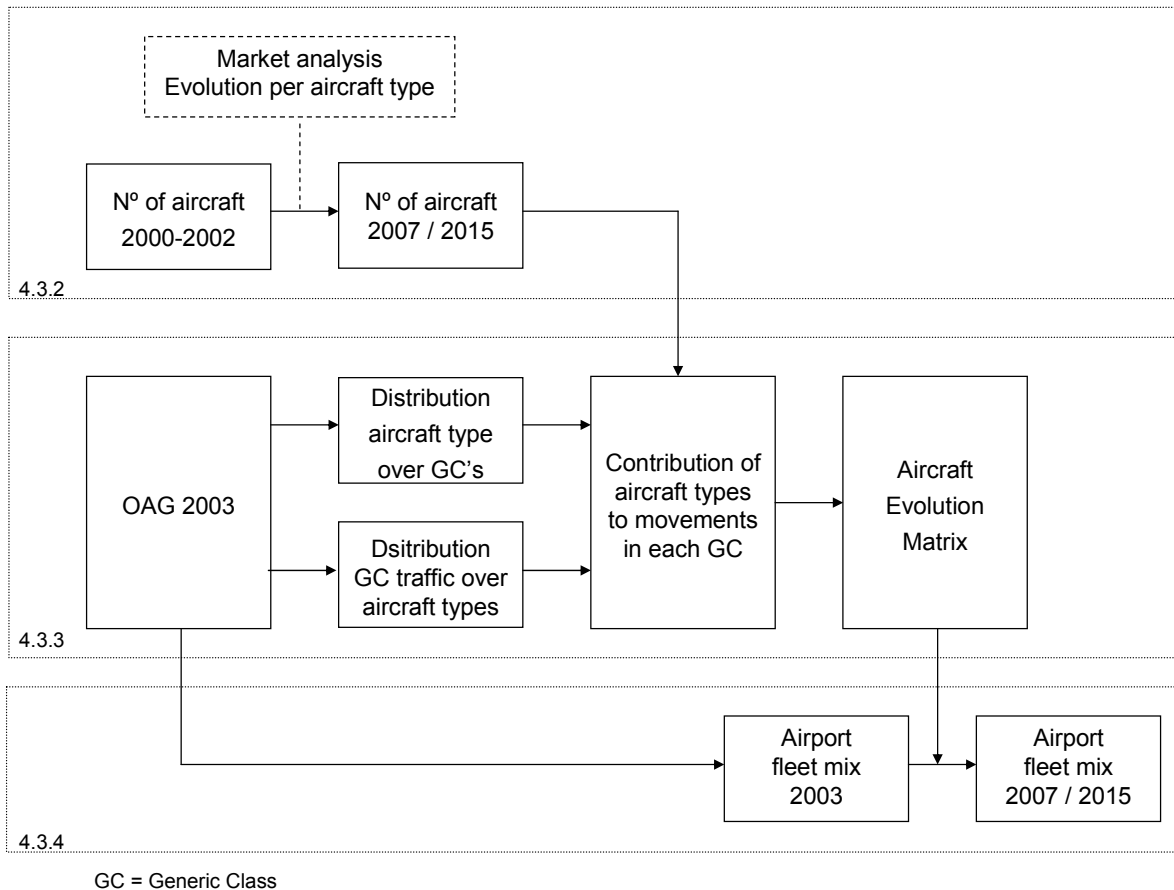 Market analysis
Evolution per aircraft type
Nº of aircraft
2000-2002
Nº of aircraft
2007 / 2015
4.3.2
OAG 2003
Distribution
aircraft type
over GC's
Dsitribution
GC traffic over
aircraft types
Contribution of
aircraft types
to movements
in each GC
Aircraft
Evolution
Matrix
4.3.3
Airport
fleet mix
2003
Airport
fleet mix
2007 / 2015
4.3.4
GC = Generic Class